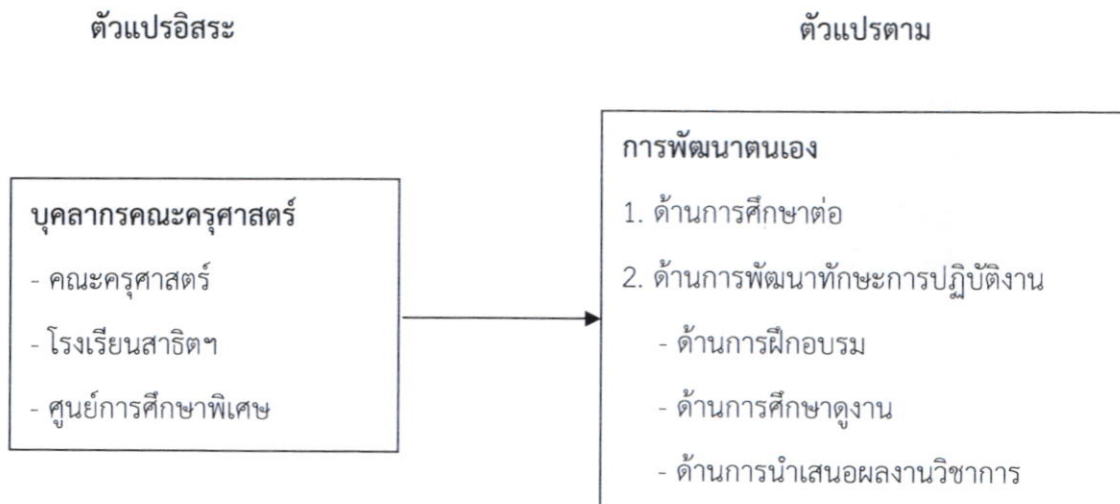 ตัวแปรอิสระ
ตัวแปรตาม
บุคลากรคณะครุศาสตร์
- คณะครุศาสตร์
- โรงเรียนสาธิตฯ
- ศูนย์การศึกษาพิเศษ
การพัฒนาตนเอง
1. ด้านการศึกษาต่อ
2. ด้านการพัฒนาทักษะการปฏิบัติงาน
- ด้านการฝึกอบรม
- ด้านการศึกษาดูงาน
- ด้านการนำเสนอผลงานวิชาการ